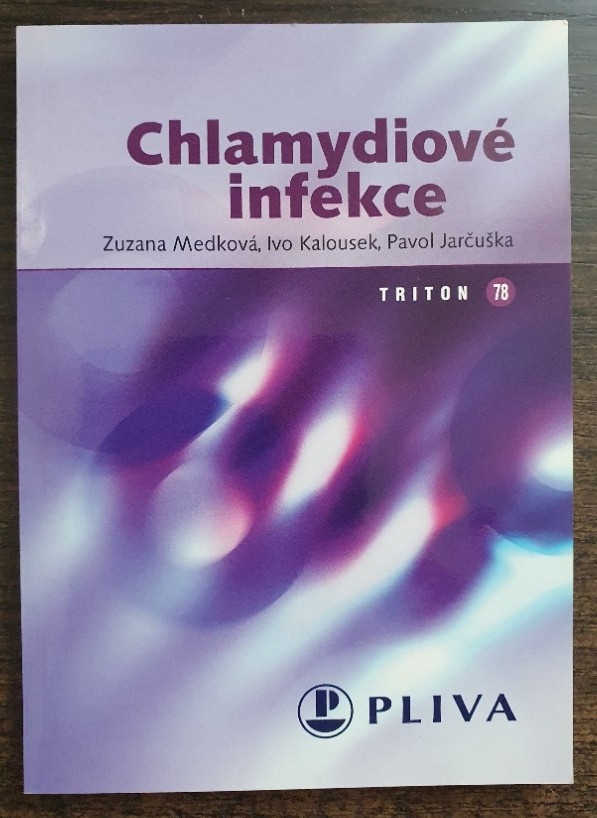 Chlamydiové
infekce
Zuzana Medková, Ivo Kalousek, Pavol Jarčuška
TRITON 78
P PLIVA